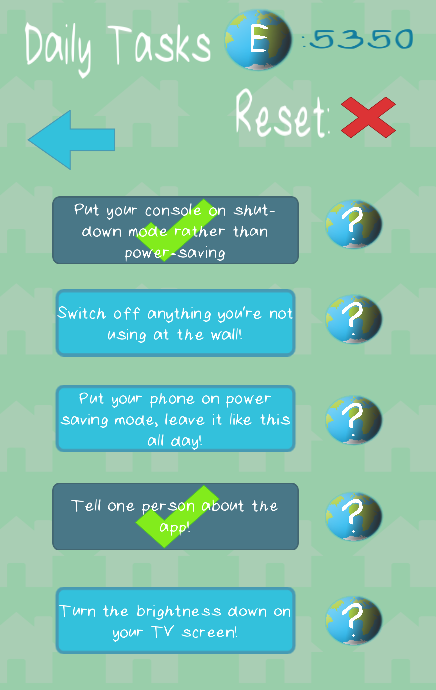 Daily Tasks E :5350
Reset:
Put your console on shut-
down mode rather than
power-saving
?
Switch off anything you're not
using at the wall!
?
Put your phone on power
saving mode, leave it like this
all day!
?
Tell one person about the
app!
?
Turn the brightness down on
your TV screen!
?